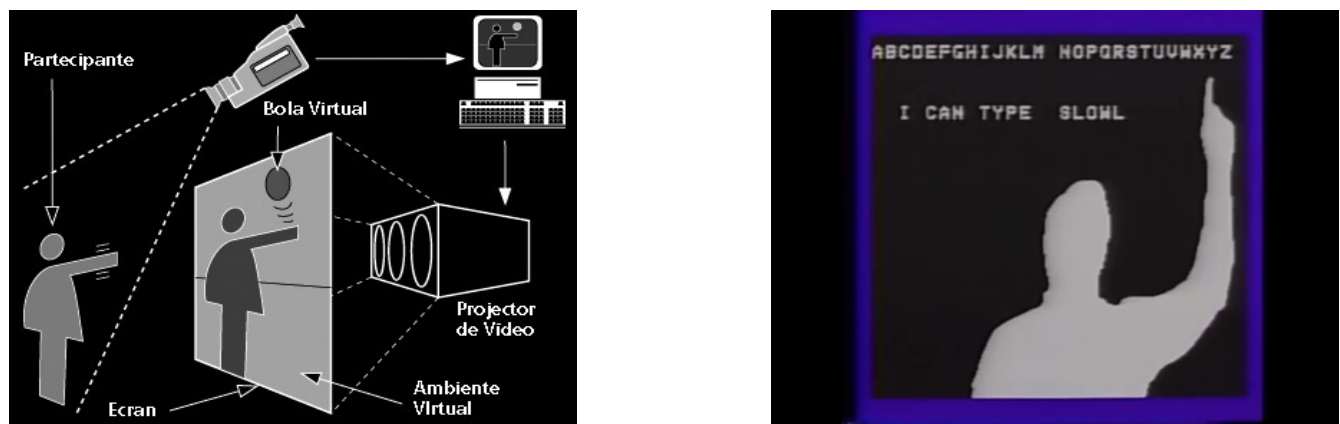 Partecipante
Bola Virtual
Projector
de Vídeo
Ambiente
VIrtual
Ecran
ABCDEFGHIJKLM NOPQRSTUVWXYZ
I CAN TYPE SLOWL